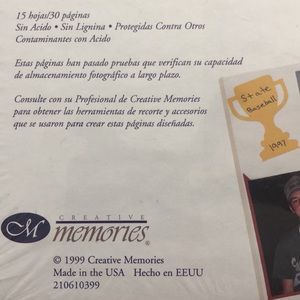 15 hojas/30 páginas
Sin Acido • Sin Lignina • Protegidas Contra Otros
Contaminantes con Acido
Estas páginas han pasado pruebas que verifican su capacidad
de almacenamiento fotográfico a largo plazo.
Consulte con su Profesional de Creative Memories
para obtener las herramientas de recorte y accesorios
que se usaron para crear estas páginas diseñadas.
State
Baseball
1997
M
CREATIVE
memories®
© 1999 Creative Memories
Made in the USA Hecho en EEUU
210610399